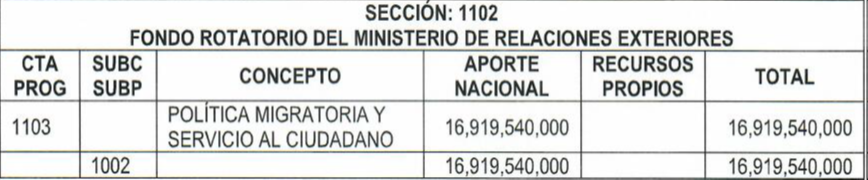 SECCIÓN: 1102
FONDO ROTATORIO DEL MINISTERIO DE RELACIONES EXTERIORES
CTA PROG SUBC SUBP CONCEPTO APORTE NACIONAL RECURSOS PROPIOS TOTAL
1103 POLÍTICA MIGRATORIA Y SERVICIO AL CIUDADANO 16,919,540,000 16,919,540,000
1002 16,919,540,000 16,919,540,000